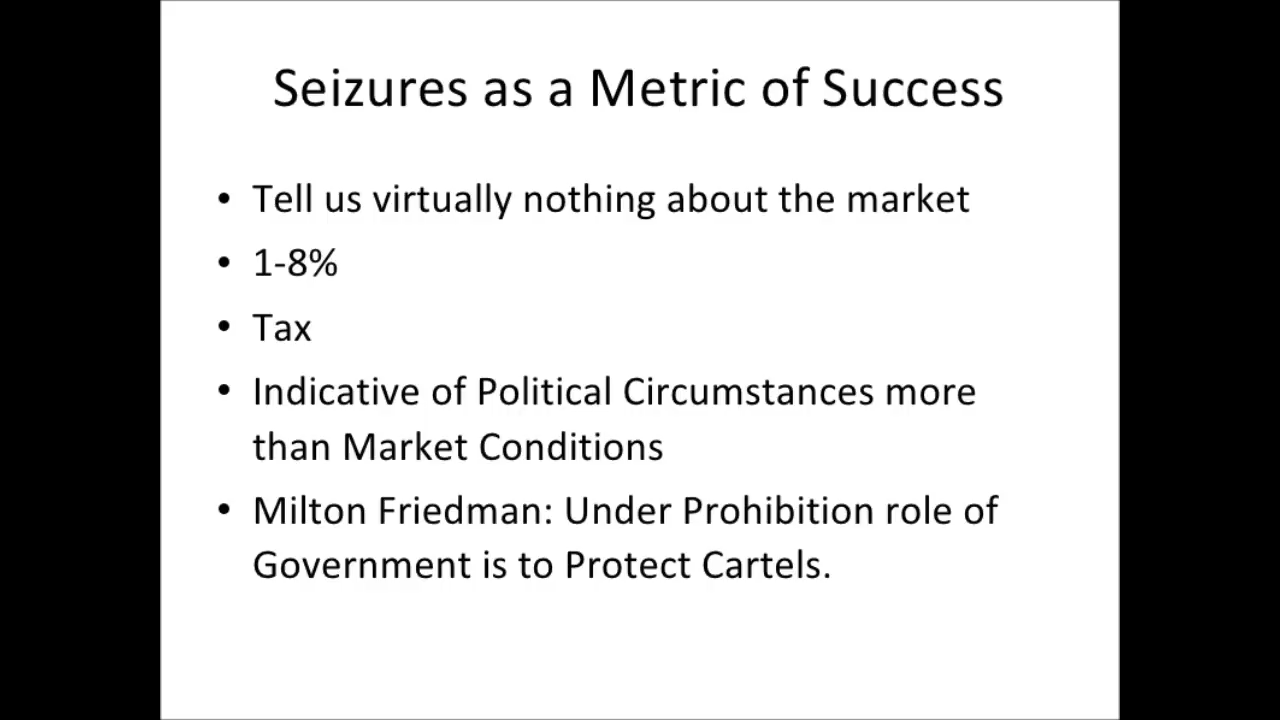 Seizures as a Metric of Success
• Tell us virtually nothing about the market
• 1-8%
• Tax
• Indicative of Political Circumstances more
than Market Conditions
• Milton Friedman: Under Prohibition role of
Government is to Protect Cartels.